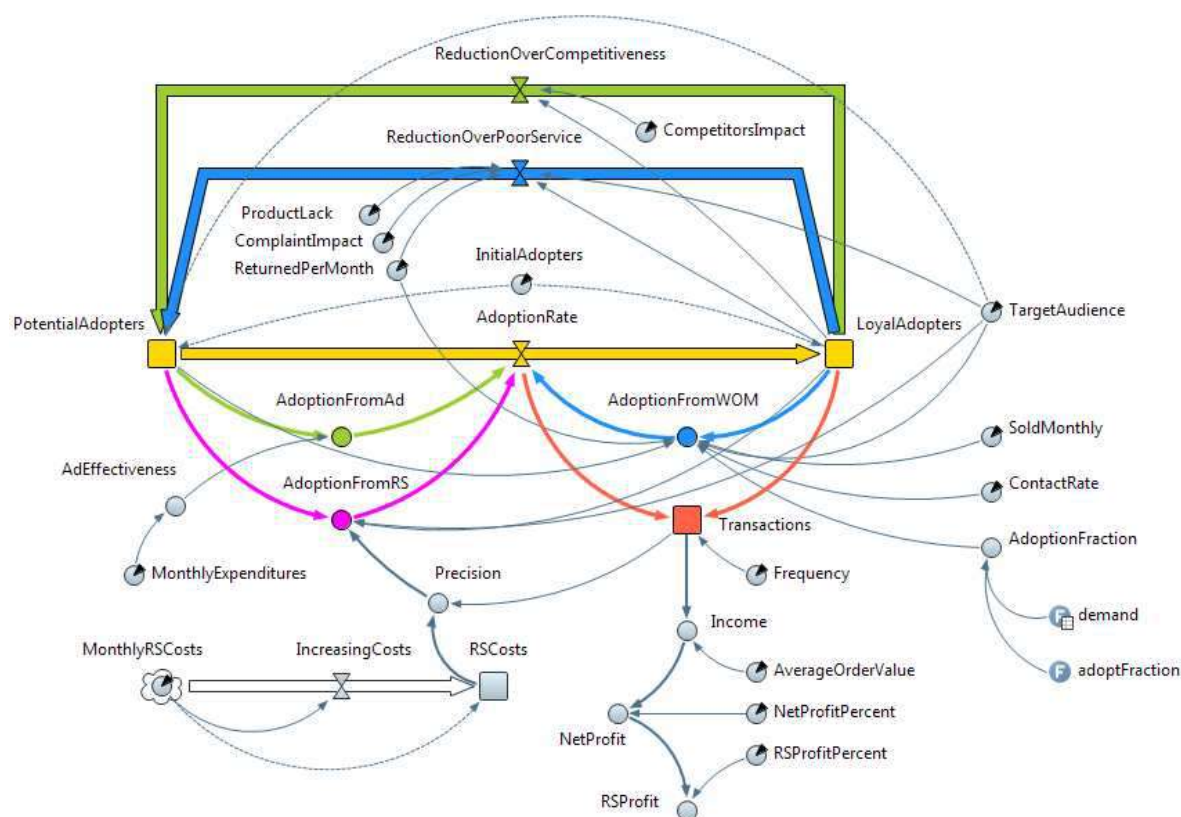 ReductionOverCompetitiveness
CompetitorsImpact
ReductionOverPoorService
ProductLack
ComplaintImpact
ReturnedPerMonth
InitialAdopters
TargetAudience
PotentialAdopters
AdoptionRate
LoyalAdopters
AdoptionFromAd
AdoptionFromWOM
SoldMonthly
AdEffectiveness
AdoptionFromRS
ContactRate
Transactions
AdoptionFraction
MonthlyExpenditures
Precision
Frequency
F
demand
Income
MonthlyRSCosts
IncreasingCosts
RSCosts
AverageOrderValue
F
adoptFraction
NetProfit
NetProfitPercent
RSProfitPercent
RSProfit